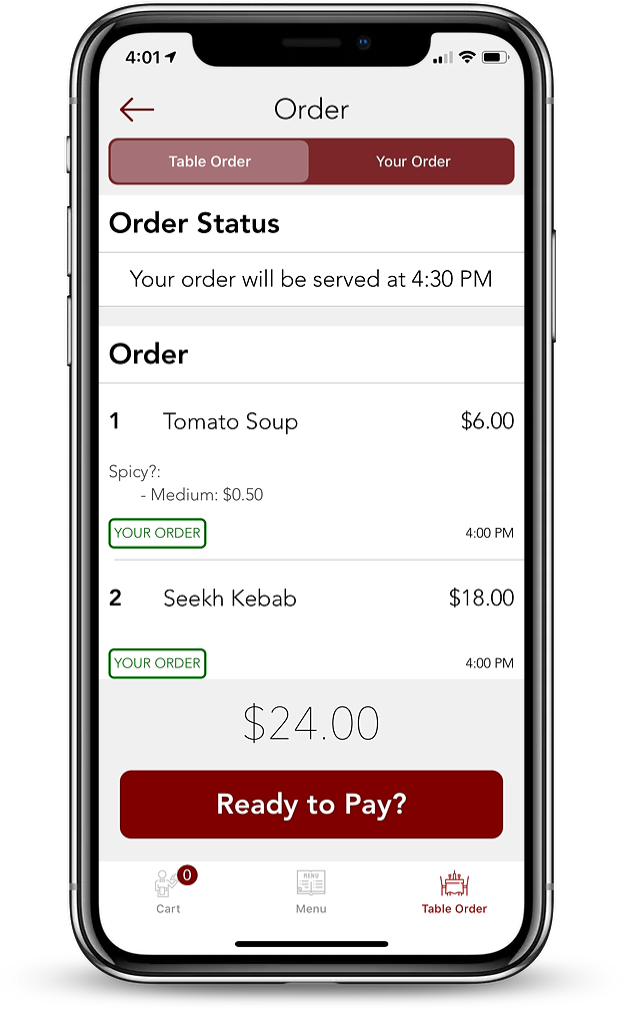 4:01
Order
Table Order Your Order
Order Status
Your order will be served at 4:30 PM
Order
1 Tomato Soup $6.00
Spicy?:
- Medium: $0.50
YOUR ORDER 4:00 PM
2 Seekh Kebab $18.00
YOUR ORDER 4:00 PM
$24.00
Ready to Pay?
0
MENU
Cart Menu Table Order